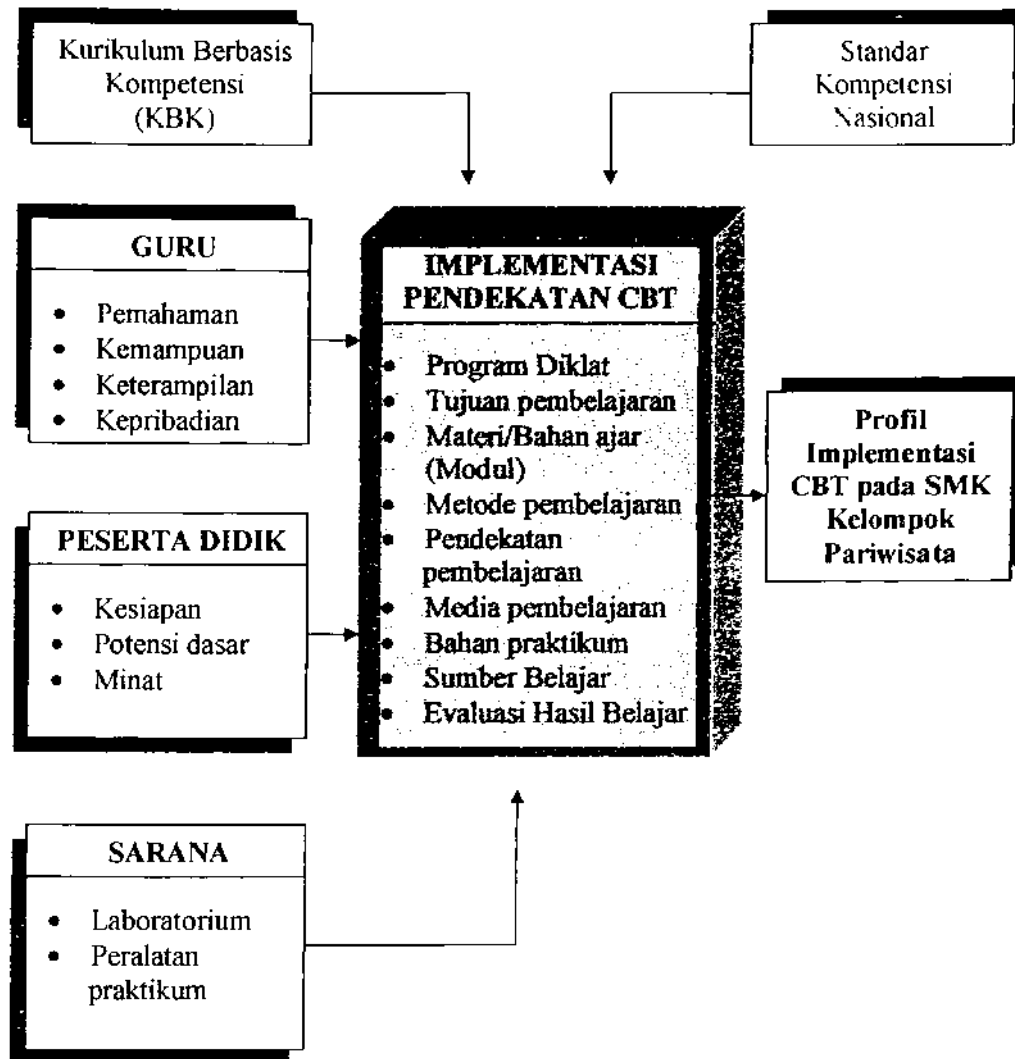 Kurikulum Berbasis
Kompetensi
(KBK)
Standar
Kompetensi
Nasional
GURU
• Pemahaman
• Kemampuan
• Keterampilan
• Kepribadian
PESERTA DIDIK
• Kesiapan
• Potensi dasar
• Minat
SARANA
• Laboratorium
• Peralatan
praktikum
IMPLEMENTASI
PENDEKATAN CBT
• Program Diklat
• Tujuan pembelajaran
• Materi/Bahan ajar
(Modul)
• Metode pembelajaran
• Pendekatan
pembelajaran
• Media pembelajaran
• Bahan praktikum
• Sumber Belajar
• Evaluasi Hasil Belajar
Profil
Implementasi
CBT pada SMK
Kelompok
Pariwisata